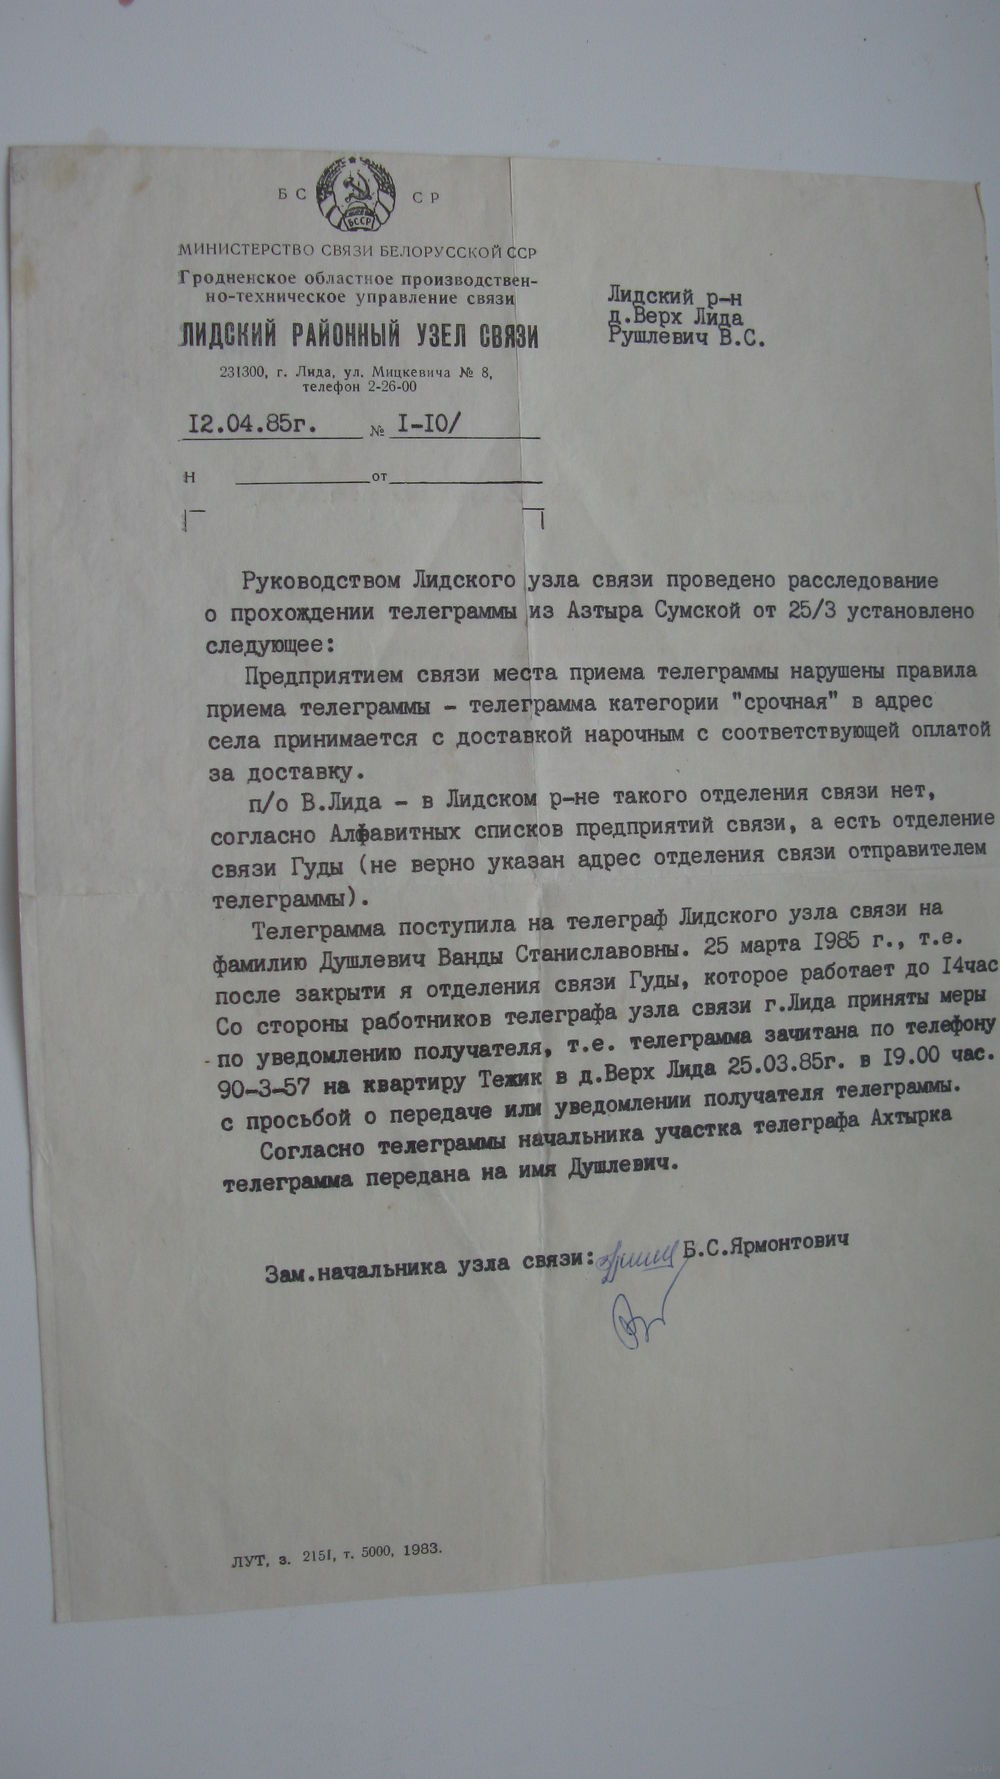 БС СР
БССР
МИНИСТЕРСТВО СВЯЗИ БЕЛОРУССКОЙ ССР
Гродненское областное производствен-
но-техническое управление связи
ЛИДСКИЙ РАЙОННЫЙ УЗЕЛ СВЯЗИ
231300, г. Лида, ул. Мицкевича № 8,
телефон 2-26-00
12.04.85г. № I-IO/
Н от
Лидский р-н
д.Верх Лида
Рушлевич В.С.
Руководством Лидского узла связи проведено расследование
о прохождении телеграммы из Азтыра Сумской от 25/3 установлено
следующее:
Предприятием связи места приема телеграммы нарушены правила
приема телеграммы - телеграмма категории "срочная" в адрес
села принимается с доставкой нарочным с соответствующей оплатой
за доставку.
п/о В.Лида - в Лидском р-не такого отделения связи нет,
согласно Алфавитных списков предприятий связи, а есть отделение
связи Гуды (не верно указан адрес отделения связи отправителем
телеграммы).
Телеграмма поступила на телеграф Лидского узла связи на
фамилию Душлевич Ванды Станиславовны. 25 марта 1985 г., т.е.
после закрыти я отделения связи Гуды, которое работает до 14час
Со стороны работников телеграфа узла связи г.Лида приняты меры
- по уведомлению получателя, т.е. телеграмма зачитана по телефону
90-3-57 на квартиру Тежик в д.Верх Лида 25.03.85г. в 19.00 час.
с просьбой о передаче или уведомлении получателя телеграммы.
Согласно телеграммы начальника участка телеграфа Ахтырка
телеграмма передана на имя Душлевич.
Зам.начальника узла связи: Б.С.Ярмонтович
ЛУТ, з. 2151, т. 5000, 1983.